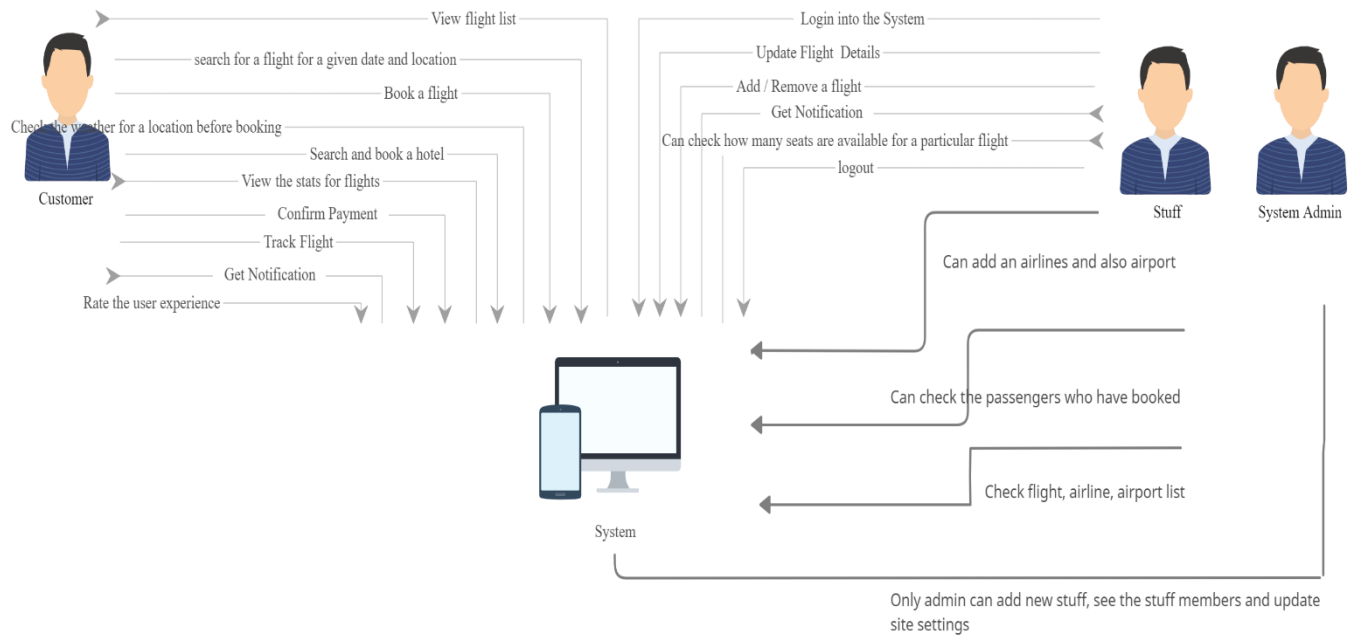 View flight list
search for a flight for a given date and location
Book a flight
Check the weather for a location before booking
Search and book a hotel
View the stats for flights
Customer
Confirm Payment
Track Flight
Get Notification
Rate the user experience
Login into the System
Update Flight Details
Add / Remove a flight
Get Notification
Can check how many seats are available for a particular flight
logout
Stuff
System Admin
Can add an airlines and also airport
Can check the passengers who have booked
Check flight, airline, airport list
System
Only admin can add new stuff, see the stuff members and update
site settings